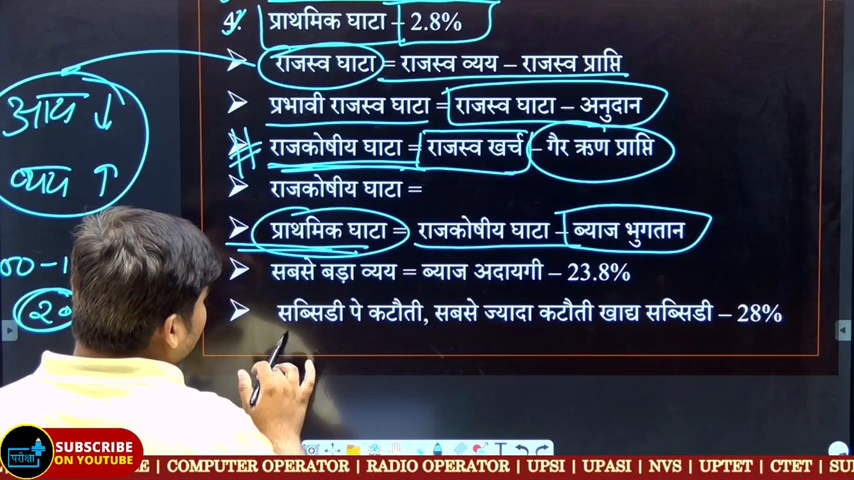 4. प्राथमिक घाटा – 2.8%
➤ राजस्व घाटा = राजस्व व्यय – राजस्व प्राप्ति
➤ प्रभावी राजस्व घाटा = राजस्व घाटा – अनुदान
➤ राजकोषीय घाटा = राजस्व खर्च – गैर ऋण प्राप्ति
➤ राजकोषीय घाटा =
➤ प्राथमिक घाटा = राजकोषीय घाटा – ब्याज भुगतान
➤ सबसे बड़ा व्यय = ब्याज अदायगी – 23.8%
➤ सब्सिडी पे कटौती, सबसे ज्यादा कटौती खाद्य सब्सिडी – 28%
आय ↓
व्यय ↑
परीक्षा
SUBSCRIBE
ON YOUTUBE
| COMPUTER OPERATOR | RADIO OPERATOR | UPSI | UPASI | NVS | UPTET | CTET |